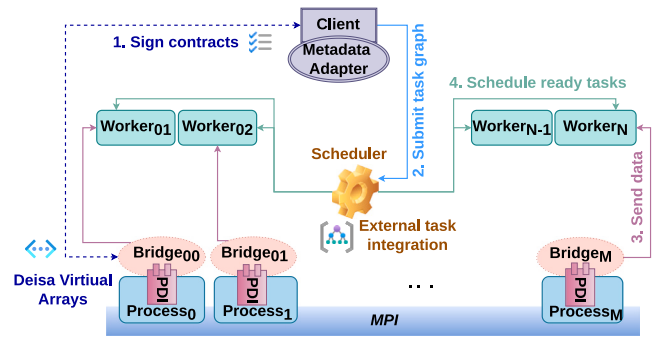 Client
Metadata
Adapter
1. Sign contracts
2. Submit task graph
4. Schedule ready tasks
Worker01
Worker02
WorkerN-1
WorkerN
Scheduler
External task
integration
3. Send data
Bridge00
Bridge01
BridgeM
Deisa Virtiual
Arrays
PDI
PDI
PDI
...
Process0
Process1
ProcessM
MPI